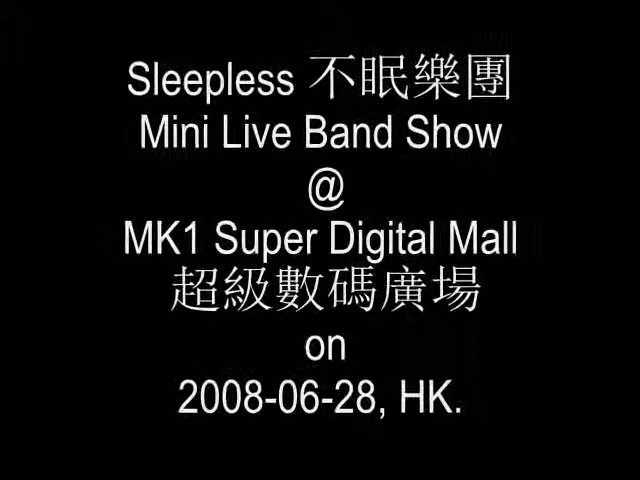 Sleepless 不眠樂團
Mini Live Band Show
@
MK1 Super Digital Mall
超級數碼廣場
on
2008-06-28, HK.